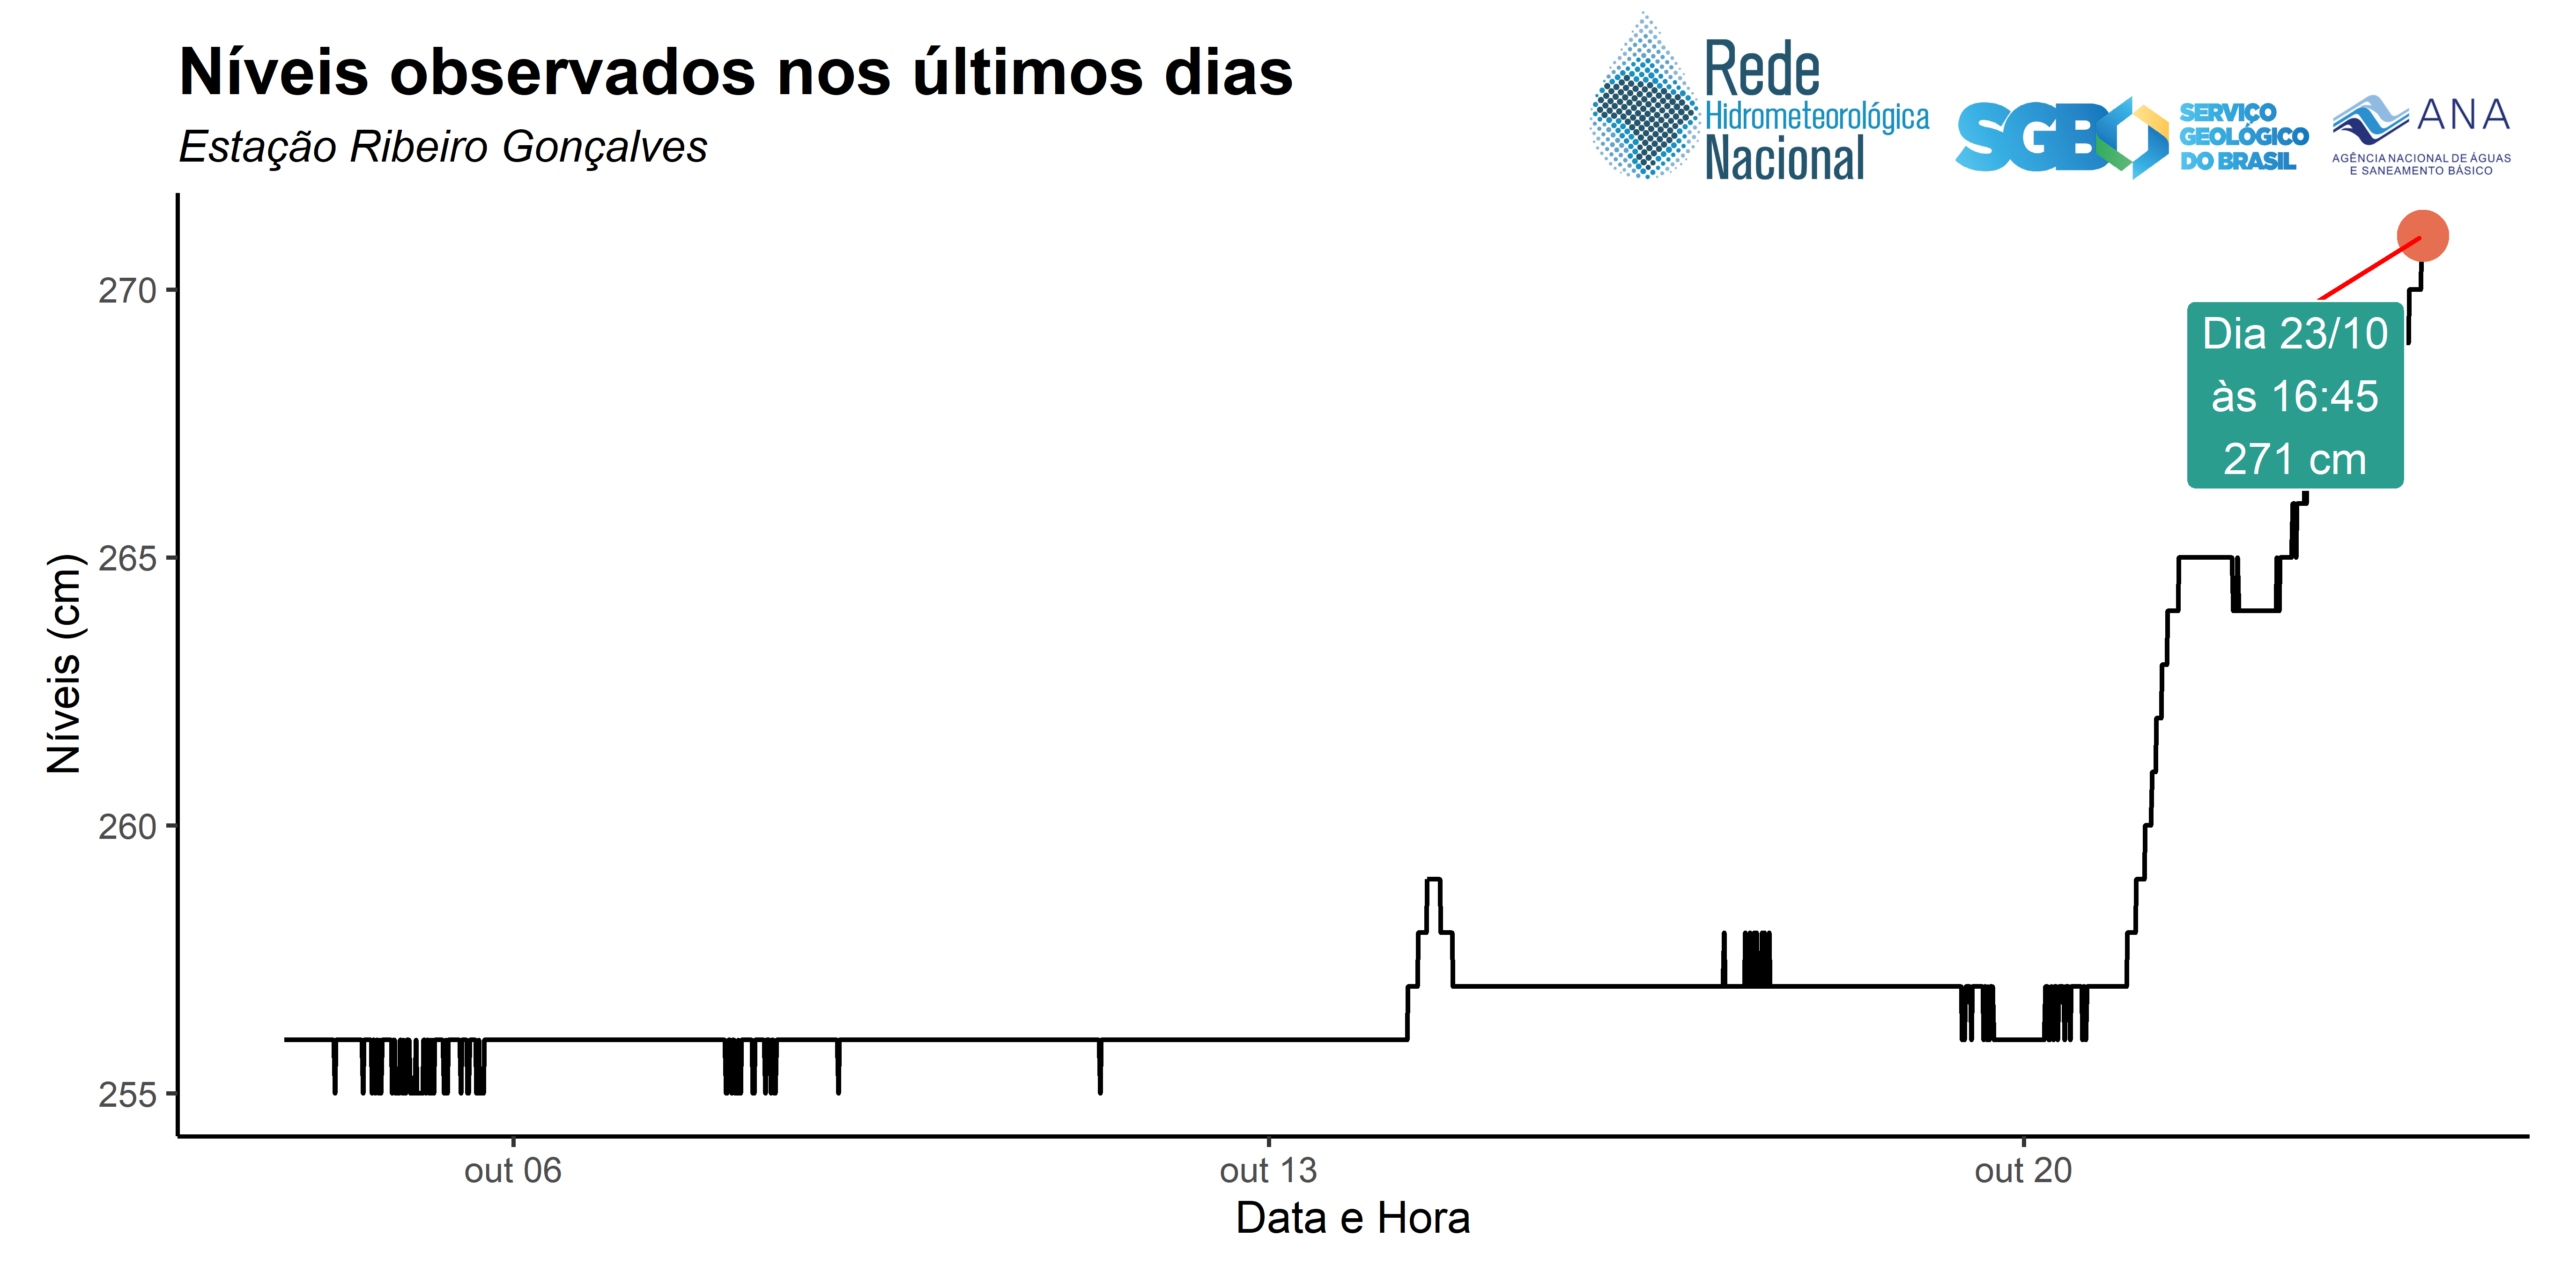 Níveis observados nos últimos dias
Estação Ribeiro Gonçalves
Rede
Hidrometeorológica
Nacional
SGB
SERVIÇO
GEOLÓGICO
DO BRASIL
ANA
AGÊNCIA NACIONAL DE ÁGUAS
E SANEAMENTO BÁSICO
Níveis (cm)
270
265
260
255
Dia 23/10
às 16:45
271 cm
out 06
out 13
out 20
Data e Hora